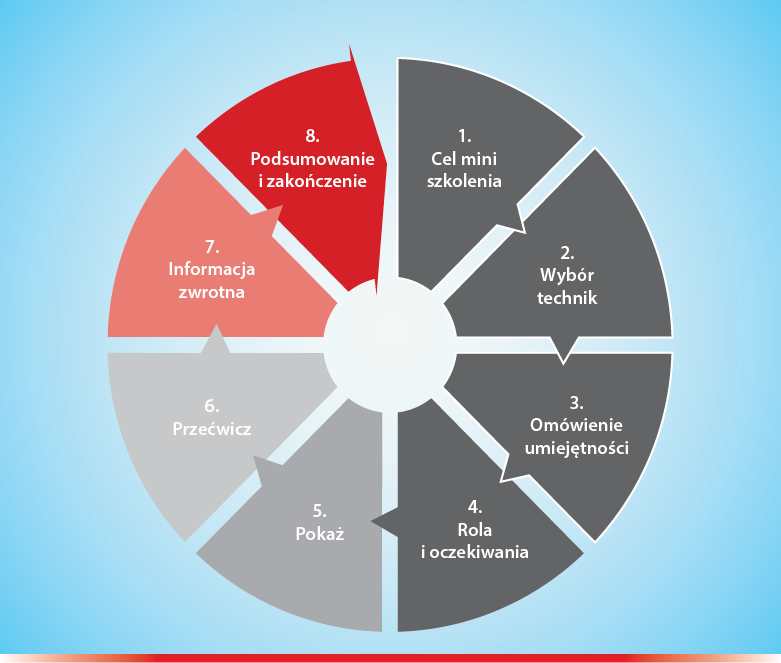 1.
Cel mini
szkolenia
2.
Wybór
technik
3.
Omówienie
umiejętności
4.
Rola
i oczekiwania
5.
Pokaż
6.
Przećwicz
7.
Informacja
zwrotna
8.
Podsumowanie
i zakończenie